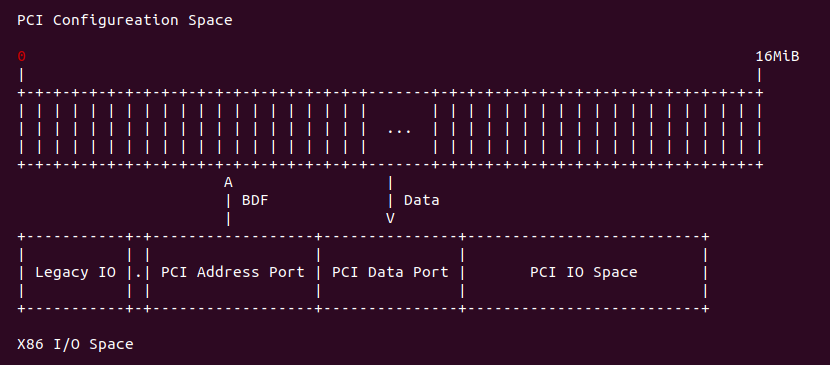 PCI Configureation Space
0 16MiB
...
A
BDF Data
V
Legacy IO . PCI Address Port PCI Data Port PCI IO Space
X86 I/O Space